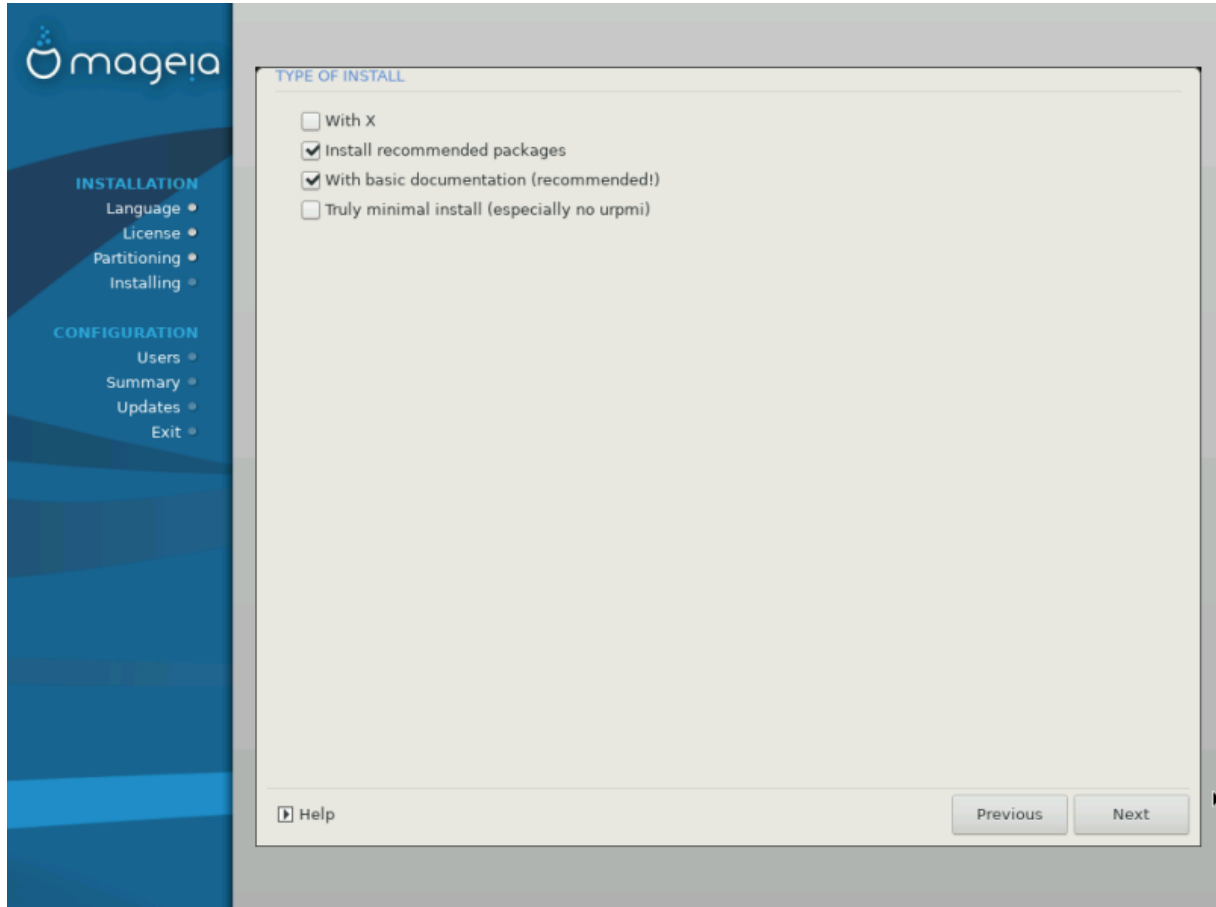 mageia
INSTALLATION
Language
License
Partitioning
Installing
CONFIGURATION
Users
Summary
Updates
Exit
TYPE OF INSTALL
With X
Install recommended packages
With basic documentation (recommended!)
Truly minimal install (especially no urpmi)
Help
Previous
Next